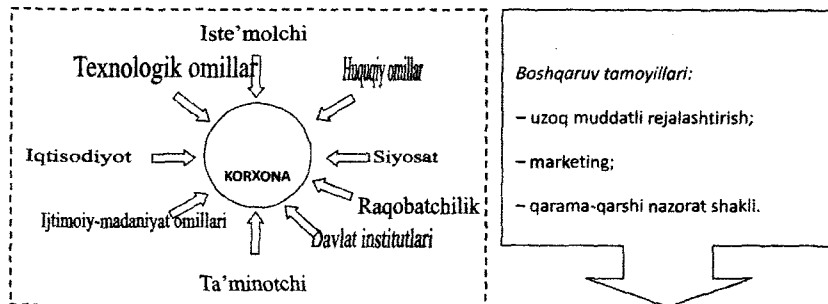 Iste’molchi
Texnologik omillar
Huquqiy omillar
Iqtisodiyot
KORXONA
Siyosat
Ijtimoiy-madaniyat omillari
Raqobatchilik
Davlat institutlari
Ta’minotchi
Boshqaruv tamoyillari:
– uzoq muddatli rejalashtirish;
– marketing;
– qarama-qarshi nazorat shakli.